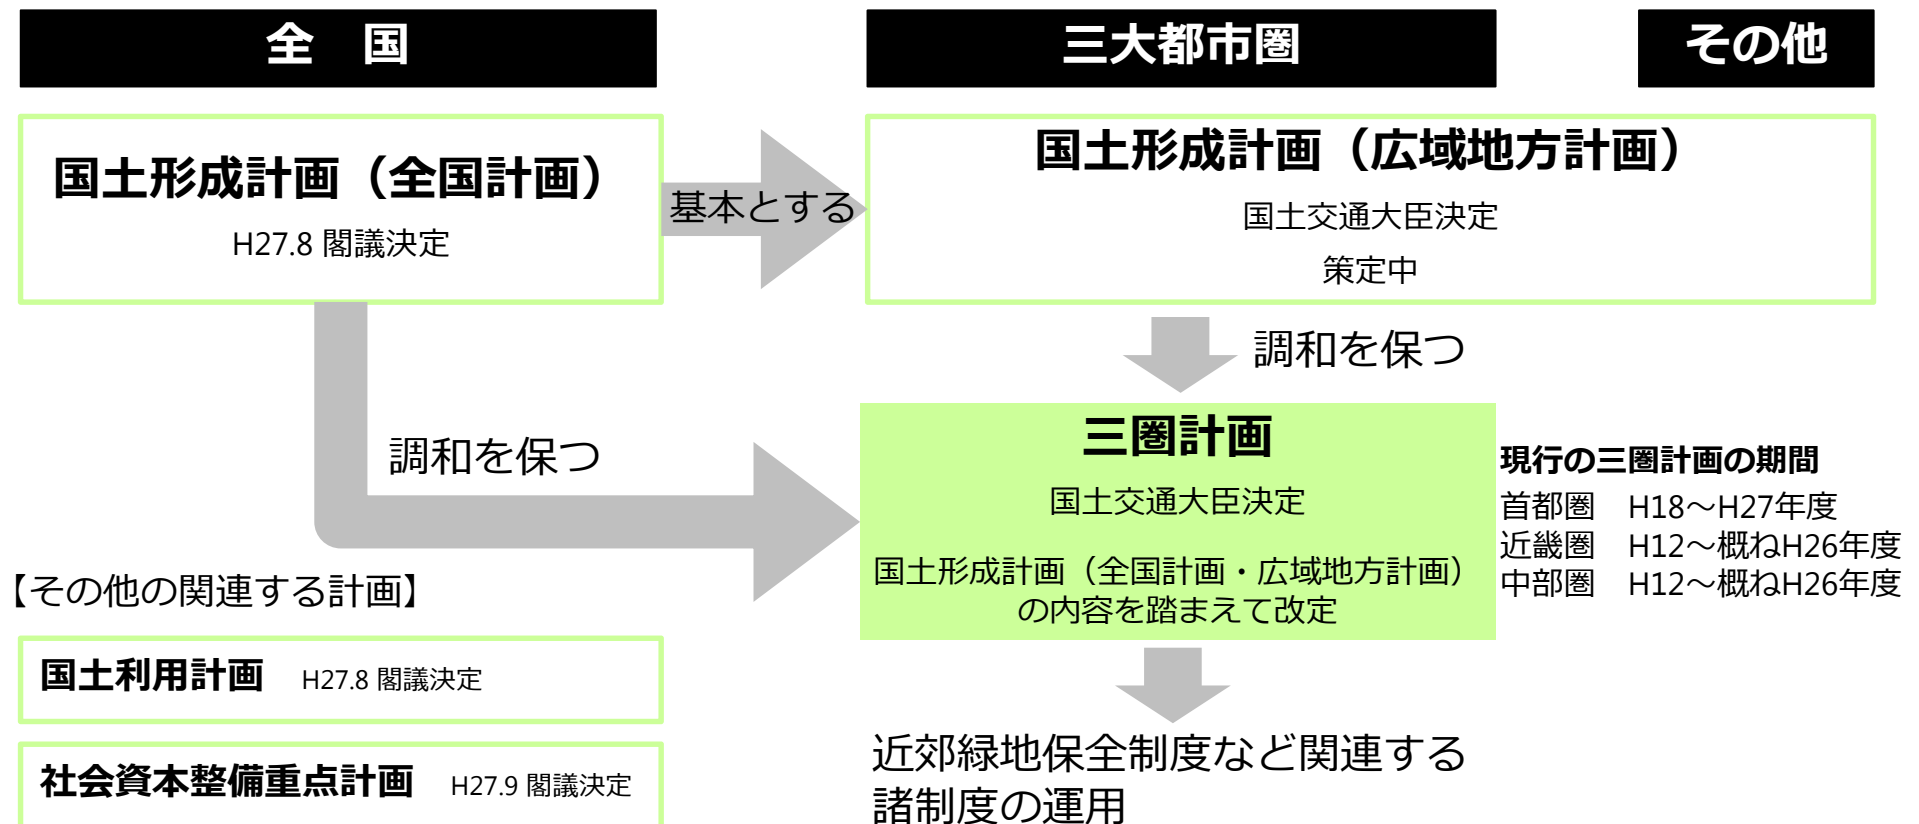 全　国
三大都市圏
その他
国土形成計画（全国計画）
H27.8 閣議決定
基本とする
国土形成計画（広域地方計画）
国土交通大臣決定
策定中
調和を保つ
調和を保つ
三圏計画
国土交通大臣決定
国土形成計画（全国計画・広域地方計画）
の内容を踏まえて改定
現行の三圏計画の期間
首都圏　H18～H27年度
近畿圏　H12～概ねH26年度
中部圏　H12～概ねH26年度
【その他の関連する計画】
国土利用計画　H27.8 閣議決定
社会資本整備重点計画　H27.9 閣議決定
近郊緑地保全制度など関連する
諸制度の運用